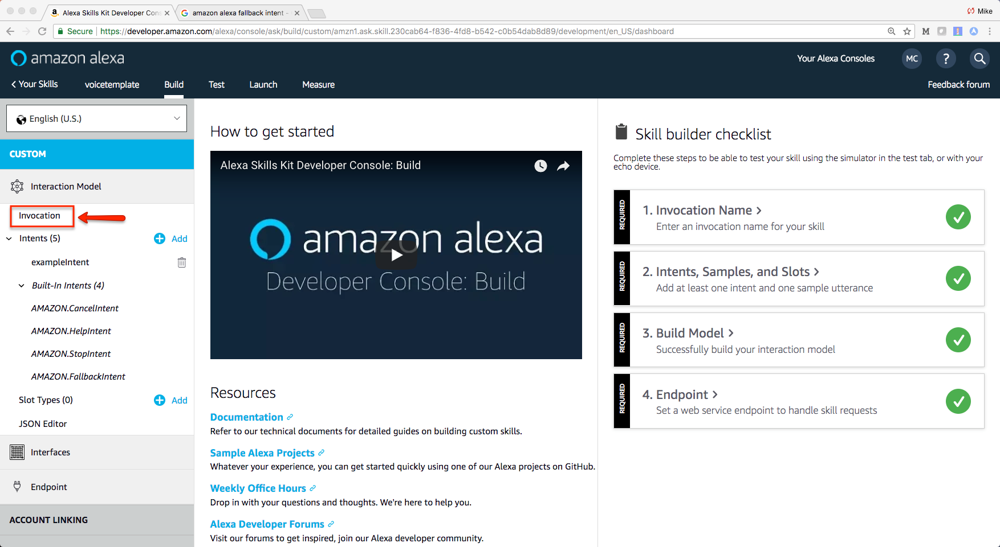 Alexa Skills Kit Developer Cons
amazon alexa fallback intent -
Mike
Secure
https://developer.amazon.com/alexa/console/ask/build/custom/amzn1.ask.skill.230cab64-f836-4fd8-b542-c0b54dab8d89/development/en_US/dashboard
M
amazon alexa
Your Alexa Consoles
MC
?
Your Skills
voicetemplate
Build
Test
Launch
Measure
Feedback forum
English (U.S.)
CUSTOM
Interaction Model
Invocation
Intents (5)
Add
exampleIntent
Built-In Intents (4)
AMAZON.CancelIntent
AMAZON.HelpIntent
AMAZON.StopIntent
AMAZON.FallbackIntent
Slot Types (0)
Add
JSON Editor
Interfaces
Endpoint
ACCOUNT LINKING
How to get started
Alexa Skills Kit Developer Console: Build
amazon alexa
Developer Console: Build
Resources
Documentation
Refer to our technical documents for detailed guides on building custom skills.
Sample Alexa Projects
Whatever your experience, you can get started quickly using one of our Alexa projects on GitHub.
Weekly Office Hours
Drop in with your questions and thoughts. We're here to help you.
Alexa Developer Forums
Visit our forums to get inspired, join our Alexa developer community.
Skill builder checklist
Complete these steps to be able to test your skill using the simulator in the test tab, or with your
echo device.
REQUIRED
1. Invocation Name
Enter an invocation name for your skill
REQUIRED
2. Intents, Samples, and Slots
Add at least one intent and one sample utterance
REQUIRED
3. Build Model
Successfully build your interaction model
REQUIRED
4. Endpoint
Set a web service endpoint to handle skill requests